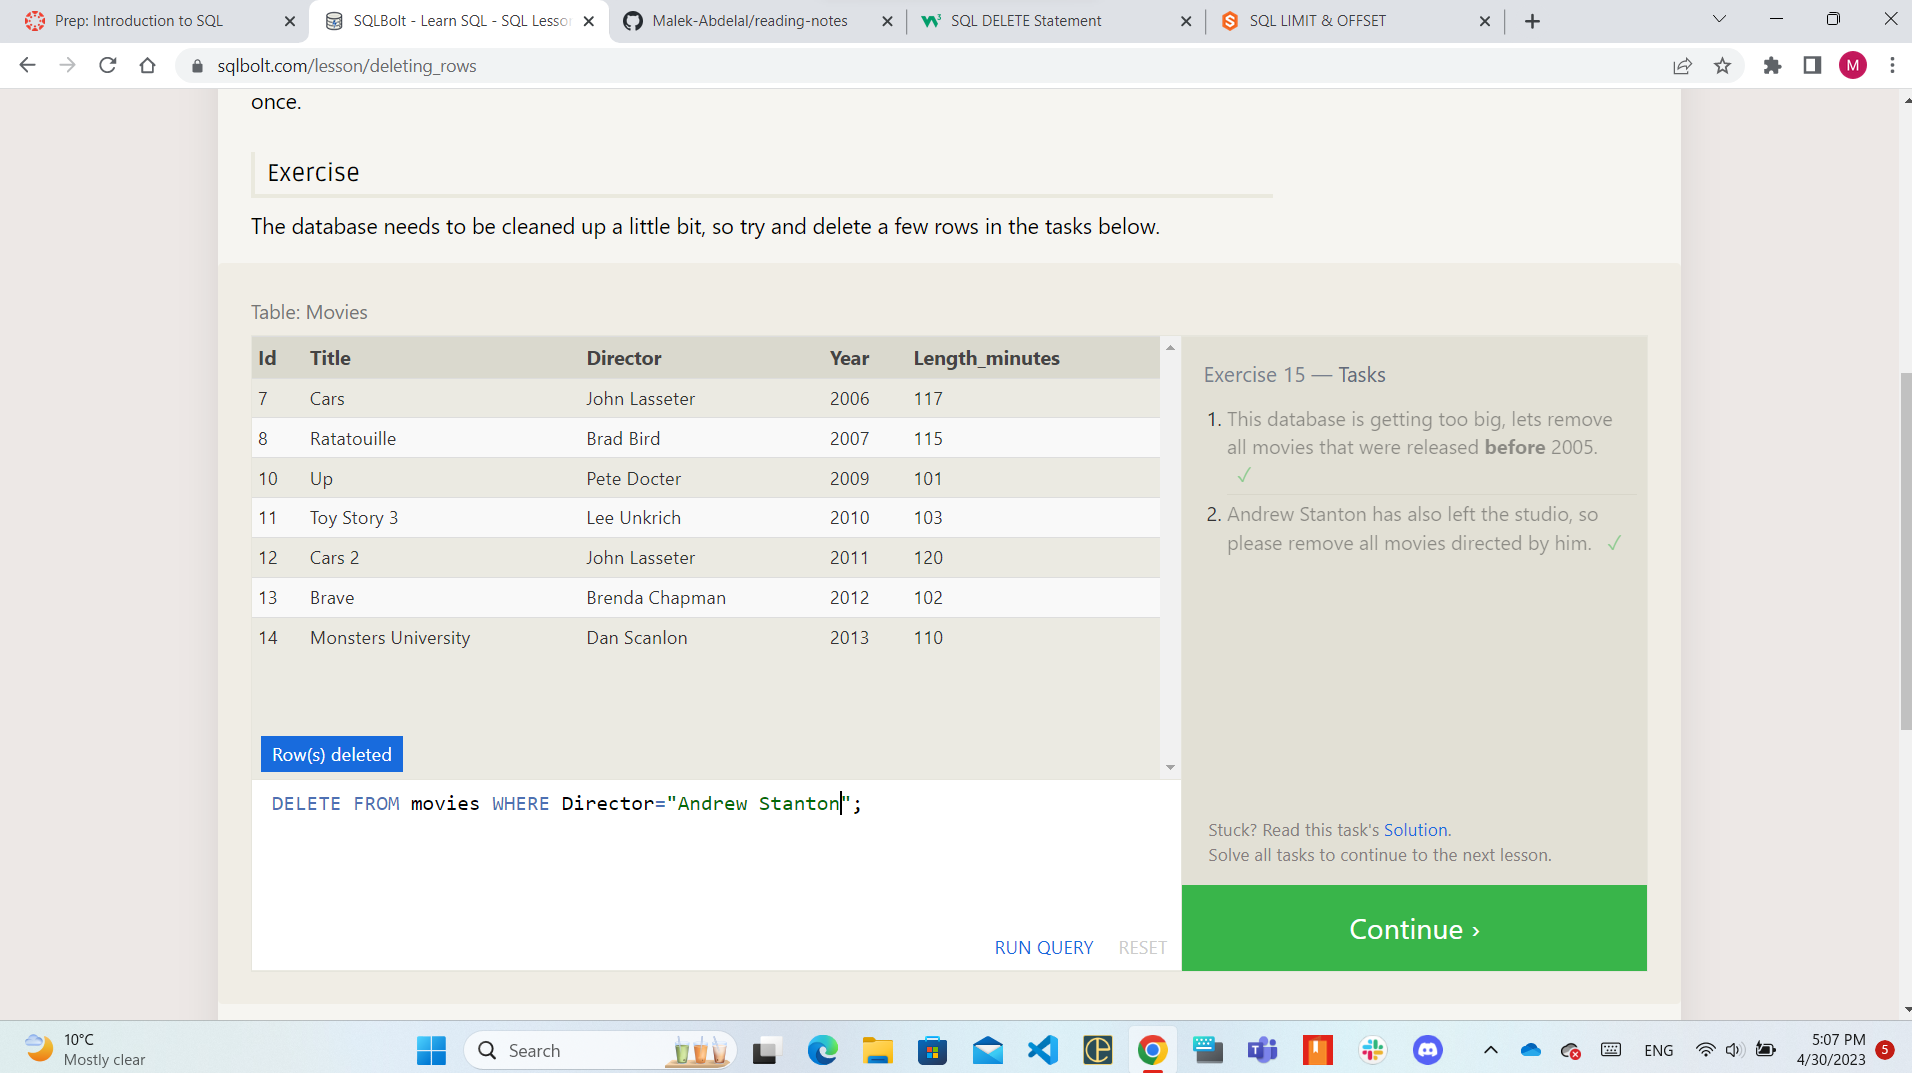 Prep: Introduction to SQL
SQLBolt - Learn SQL - SQL Lesson
Malek-Abdelal/reading-notes
SQL DELETE Statement
SQL LIMIT & OFFSET
sqlbolt.com/lesson/deleting_rows
M
once.
Exercise
The database needs to be cleaned up a little bit, so try and delete a few rows in the tasks below.
Table: Movies
Id Title Director Year Length_minutes
7 Cars John Lasseter 2006 117
8 Ratatouille Brad Bird 2007 115
10 Up Pete Docter 2009 101
11 Toy Story 3 Lee Unkrich 2010 103
12 Cars 2 John Lasseter 2011 120
13 Brave Brenda Chapman 2012 102
14 Monsters University Dan Scanlon 2013 110
Row(s) deleted
DELETE FROM movies WHERE Director="Andrew Stanton";
RUN QUERY RESET
Exercise 15 — Tasks
1. This database is getting too big, lets remove
all movies that were released before 2005.
✓
2. Andrew Stanton has also left the studio, so
please remove all movies directed by him. ✓
Stuck? Read this task's Solution.
Solve all tasks to continue to the next lesson.
Continue ›
10°C
Mostly clear
Search
ENG
5:07 PM
4/30/2023
5